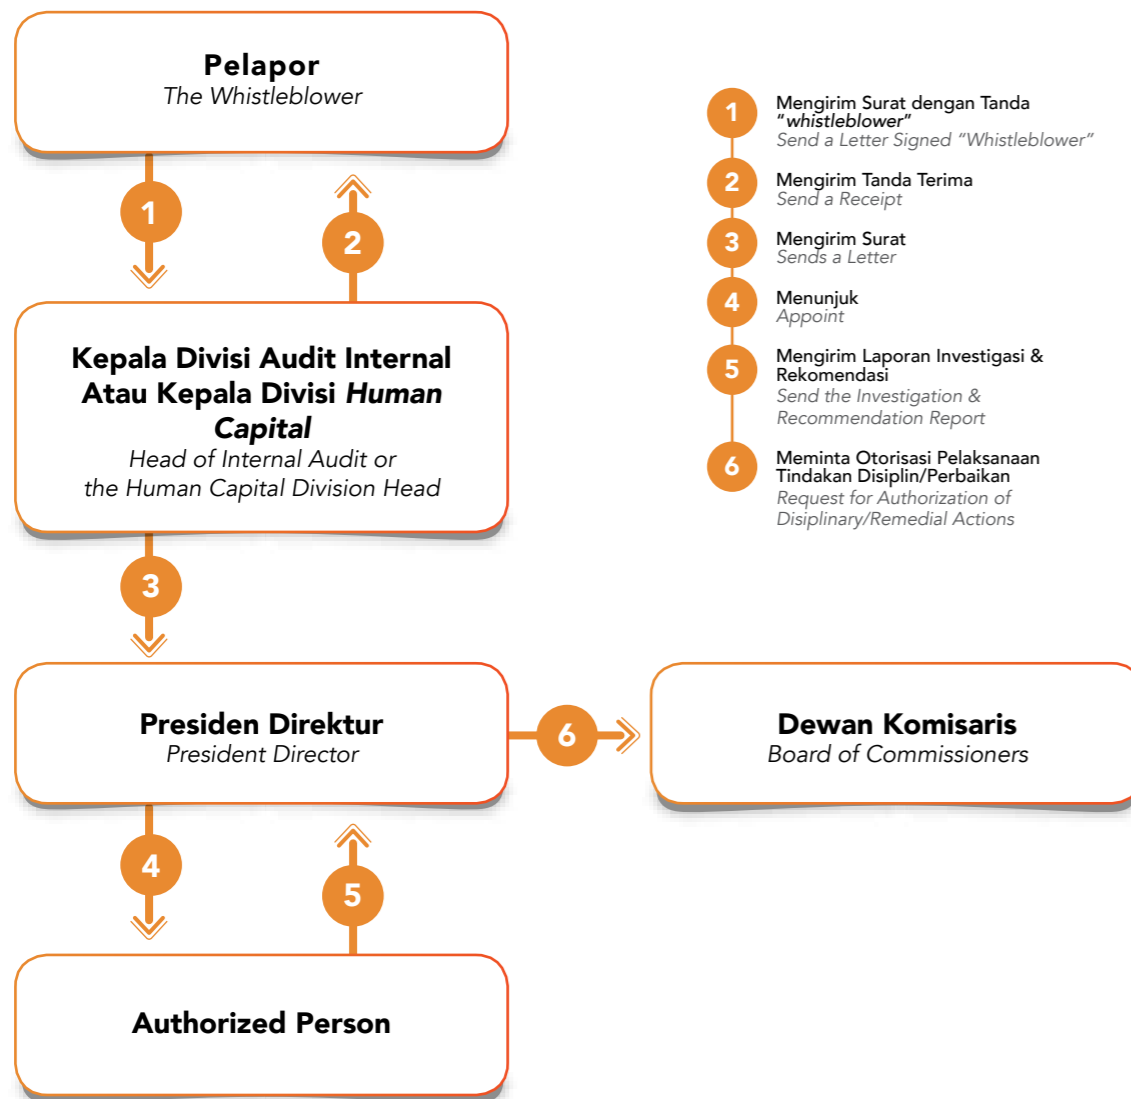 Pelapor
The Whistleblower
1
2
Kepala Divisi Audit Internal
Atau Kepala Divisi Human
Capital
Head of Internal Audit or
the Human Capital Division Head
3
Presiden Direktur
President Director
6
Dewan Komisaris
Board of Commissioners
4
5
Authorized Person
1
Mengirim Surat dengan Tanda
"whistleblower"
Send a Letter Signed "Whistleblower"
2
Mengirim Tanda Terima
Send a Receipt
3
Mengirim Surat
Sends a Letter
4
Menunjuk
Appoint
5
Mengirim Laporan Investigasi &
Rekomendasi
Send the Investigation &
Recommendation Report
6
Meminta Otorisasi Pelaksanaan
Tindakan Disiplin/Perbaikan
Request for Authorization of
Disiplinary/Remedial Actions